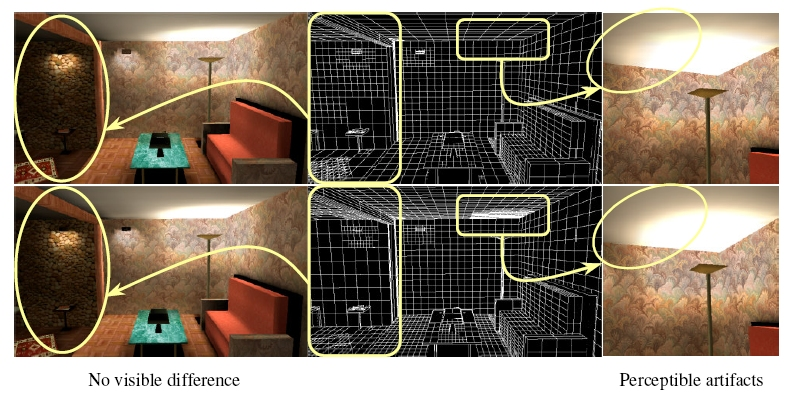 No visible difference
Perceptible artifacts